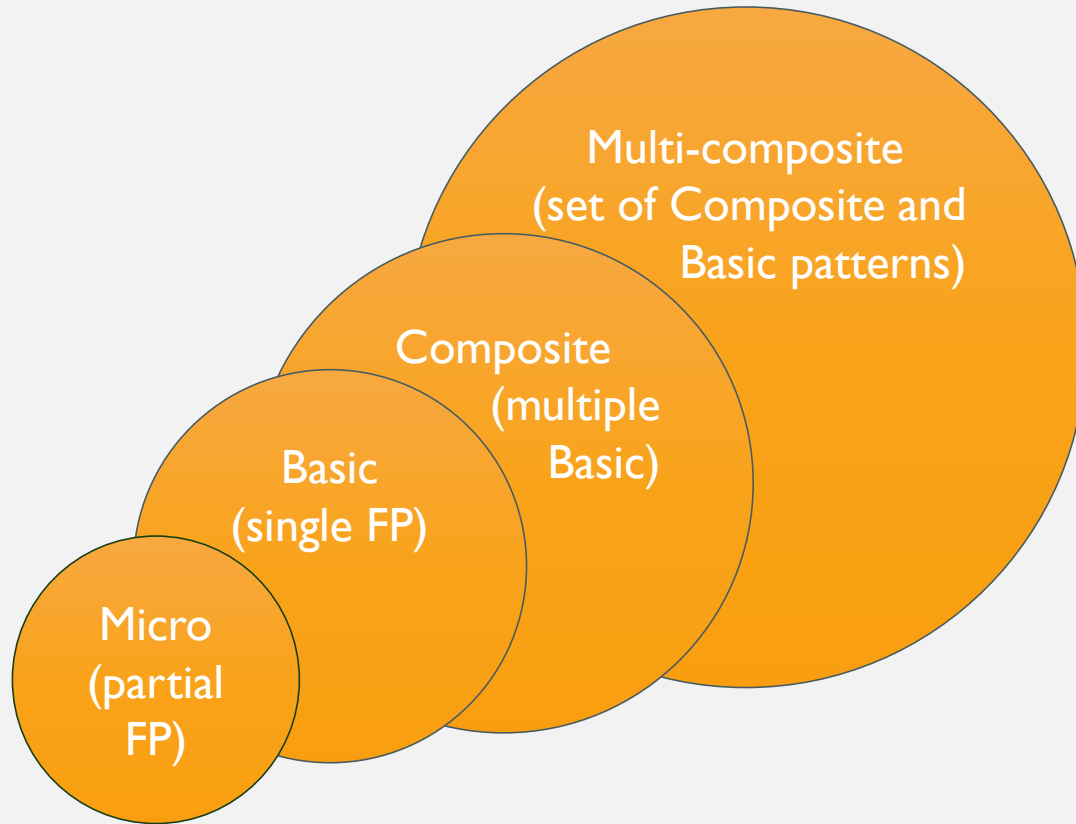 Multi-composite
(set of Composite and
Basic patterns)
Composite
(multiple
Basic)
Basic
(single FP)
Micro
(partial
FP)